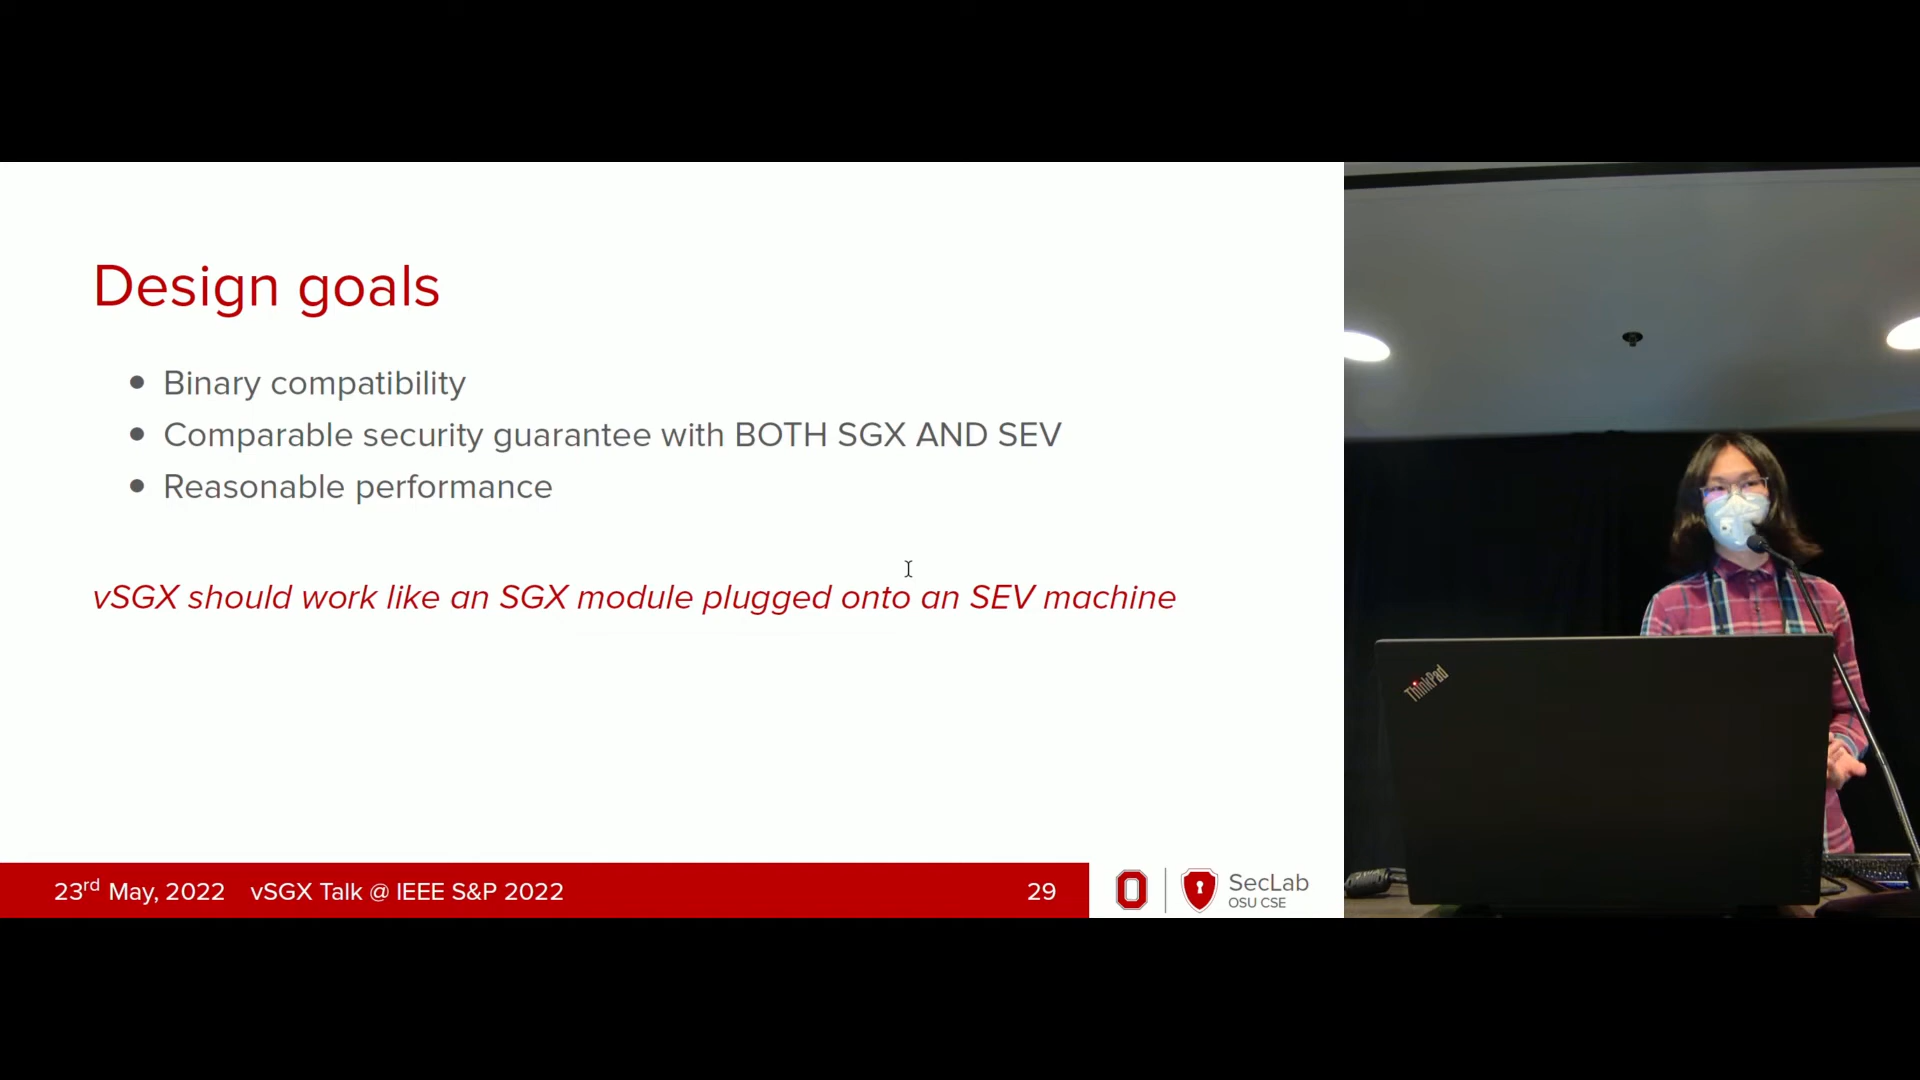 Design goals
● Binary compatibility
● Comparable security guarantee with BOTH SGX AND SEV
● Reasonable performance
vSGX should work like an SGX module plugged onto an SEV machine
23rd May, 2022 vSGX Talk @ IEEE S&P 2022 29
SecLab
OSU CSE
ThinkPad